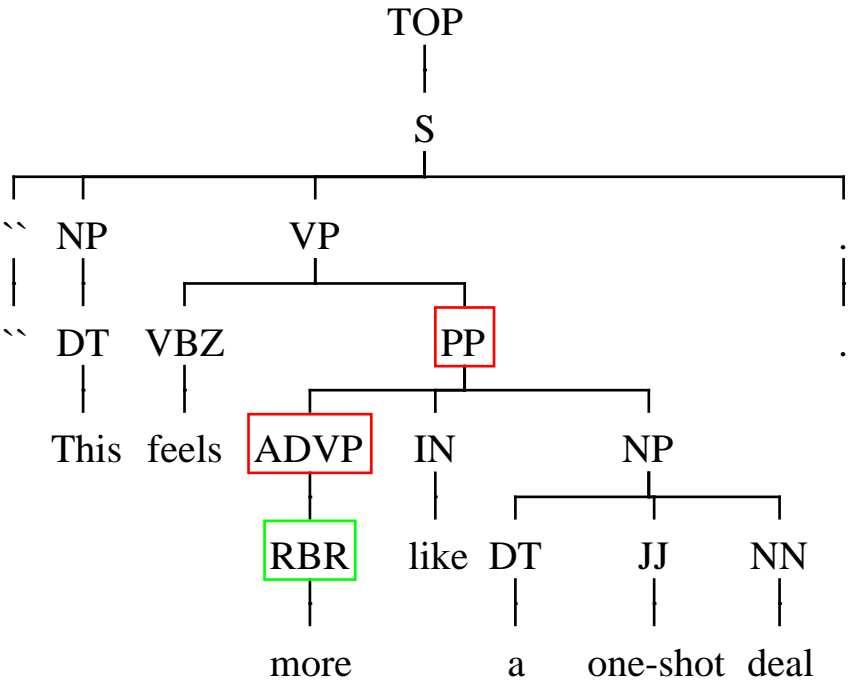 TOP
S
`` NP VP .
`` DT VBZ PP .
This feels ADVP IN NP
RBR like DT JJ NN
more a one-shot deal